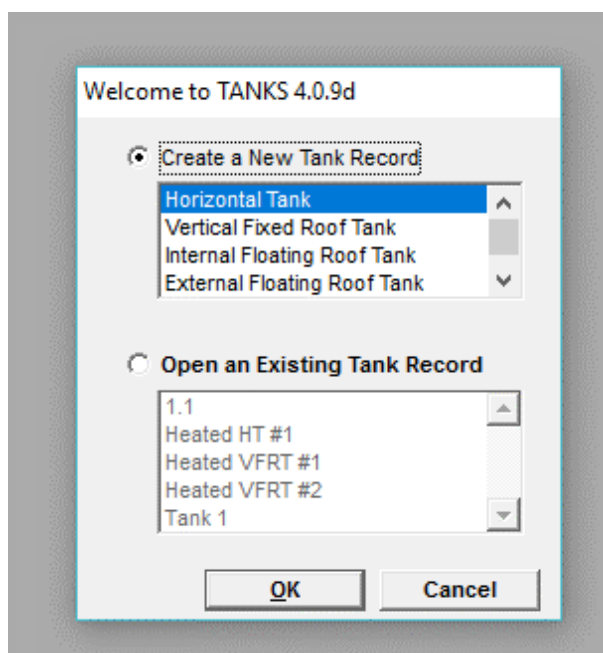 Welcome to TANKS 4.0.9d
Create a New Tank Record
Horizontal Tank
Vertical Fixed Roof Tank
Internal Floating Roof Tank
External Floating Roof Tank
Open an Existing Tank Record
1.1
Heated HT #1
Heated VFRT #1
Heated VFRT #2
Tank 1
OK Cancel